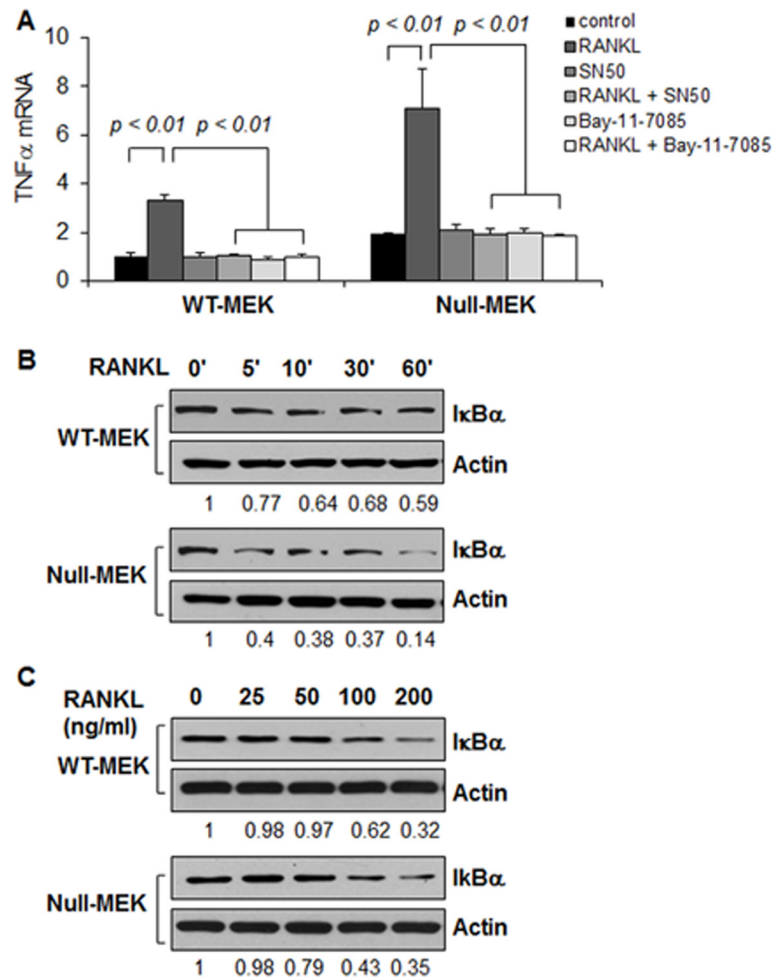 A
p < 0.01
p < 0.01
p < 0.01
p < 0.01
control
RANKL
SN50
RANKL + SN50
Bay-11-7085
RANKL + Bay-11-7085
TNFα mRNA
10
8
6
4
2
0
WT-MEK
Null-MEK
B
RANKL 0' 5' 10' 30' 60'
WT-MEK
IκBα
Actin
1 0.77 0.64 0.68 0.59
Null-MEK
IκBα
Actin
1 0.4 0.38 0.37 0.14
C
RANKL 0 25 50 100 200
(ng/ml)
WT-MEK
IκBα
Actin
1 0.98 0.97 0.62 0.32
Null-MEK
IkBα
Actin
1 0.98 0.79 0.43 0.35